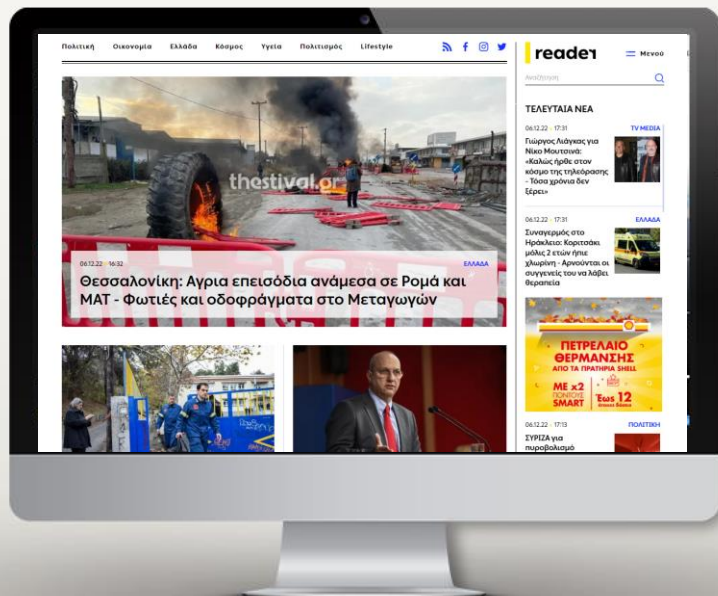 Πολιτική Οικονομία Ελλάδα Κόσμος Υγεία Πολιτισμός Lifestyle
thestival.gr
06.12.22 • 16:32 ΕΛΛΑΔΑ
Θεσσαλονίκη: Αγρια επεισόδια ανάμεσα σε Ρομά και
ΜΑΤ - Φωτιές και οδοφράγματα στο Μεταγωγών
reader
Μενού
Αναζήτηση
ΤΕΛΕΥΤΑΙΑ ΝΕΑ
06.12.22 • 17:31 TV MEDIA
Γιώργος Λιάγκας για
Νίκο Μουτσινά:
«Καλώς ήρθε στον
κόσμο της τηλεόρασης
- Τόσα χρόνια δεν
ξέρει»
06.12.22 • 17:31 ΕΛΛΑΔΑ
Συναγερμός στο
Ηράκλειο: Κοριτσάκι
μόλις 2 ετών ήπιε
χλωρίνη - Αρνούνται οι
συγγενείς του να λάβει
θεραπεία
ΠΕΤΡΕΛΑΙΟ
ΘΕΡΜΑΝΣΗΣ
ΑΠΟ ΤΑ ΠΡΑΤΗΡΙΑ SHELL
ΜΕ x2
ΠΟΝΤΟΥΣ
SMART
Έως 12
06.12.22 • 17:13 ΠΟΛΙΤΙΚΗ
ΣΥΡΙΖΑ για
πυροβολισμό